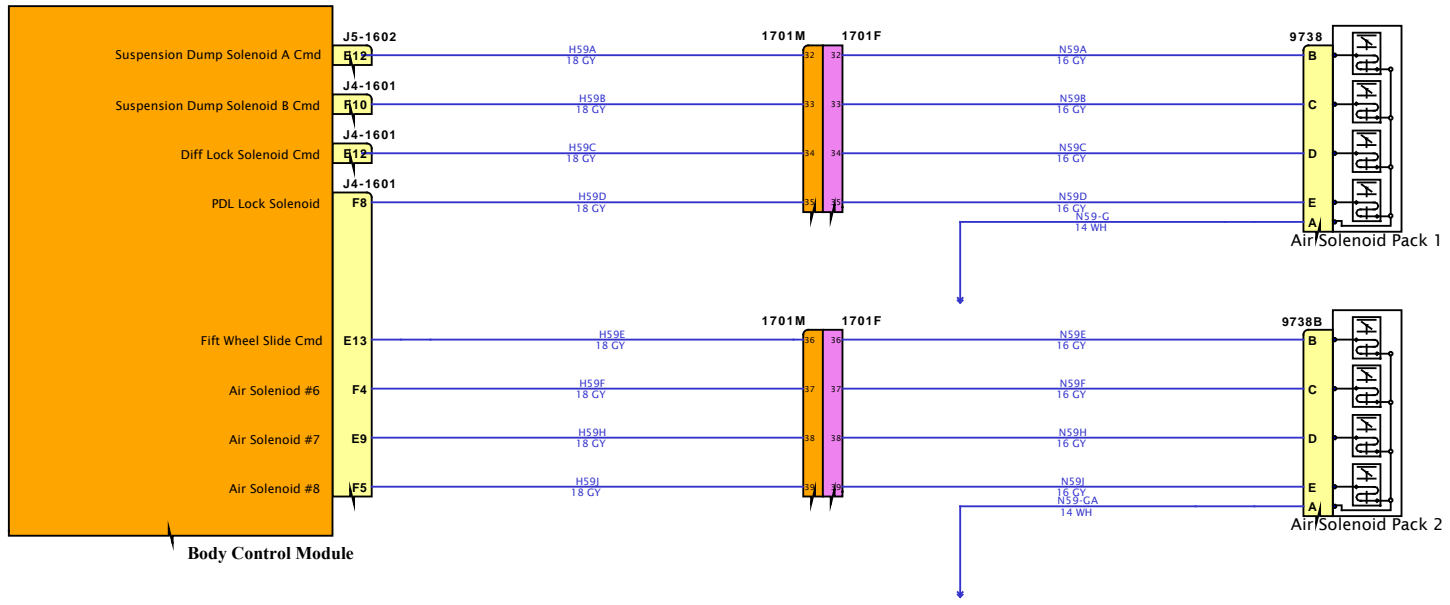 J5-1602
1701M
1701F
9738
Suspension Dump Solenoid A Cmd
E12
H59A
18 GY
32
32
N59A
16 GY
B
J4-1601
Suspension Dump Solenoid B Cmd
F10
H59B
18 GY
33
33
N59B
16 GY
C
J4-1601
Diff Lock Solenoid Cmd
E12
H59C
18 GY
34
34
N59C
16 GY
D
J4-1601
PDL Lock Solenoid
F8
H59D
18 GY
35
35
N59D
16 GY
E
N59-G
14 WH
A
Air Solenoid Pack 1
1701M
1701F
9738B
Fift Wheel Slide Cmd
E13
H59E
18 GY
36
36
N59E
16 GY
B
Air Soleniod #6
F4
H59F
18 GY
37
37
N59F
16 GY
C
Air Solenoid #7
E9
H59H
18 GY
38
38
N59H
16 GY
D
Air Solenoid #8
F5
H59J
18 GY
39
39
N59J
16 GY
E
N59-GA
14 WH
A
Air Solenoid Pack 2
Body Control Module